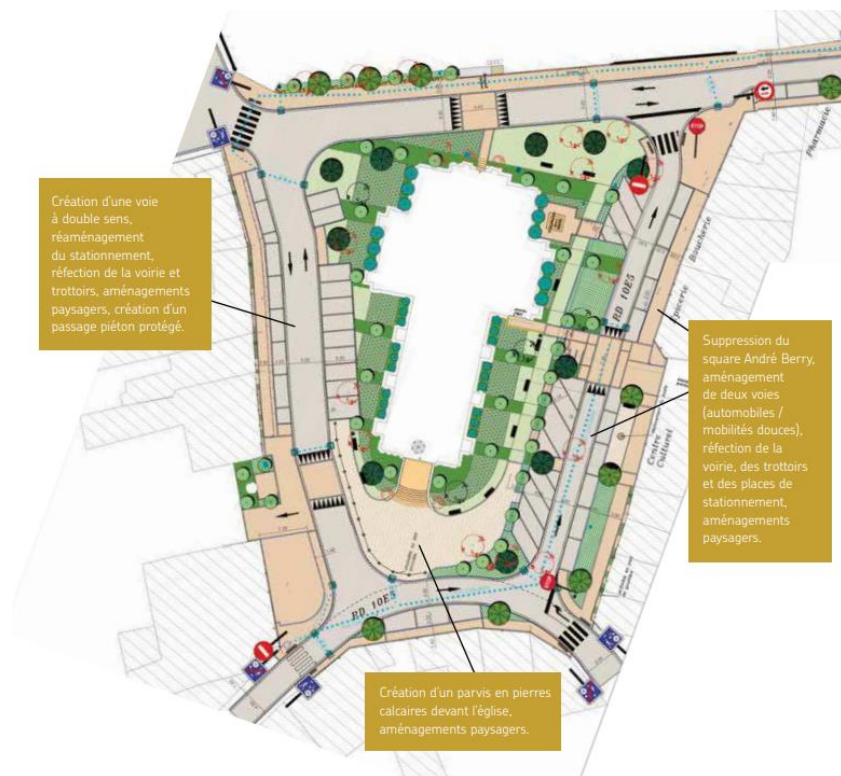 Pharmacie
STOP
Boucherie
Création d'une voie
à double sens,
réaménagement
du stationnement,
réfection de la voirie et
trottoirs, aménagements
paysagers, création d'un
passage piéton protégé.
RD 10E5
Epicerie
Suppression du
square André Berry,
aménagement
de deux voies
(automobiles /
mobilités douces),
réfection de la
voirie, des trottoirs
et des places de
stationnement,
aménagements
paysagers.
Centre
Culturel
RD 10E5
Création d'un parvis en pierres
calcaires devant l'église,
aménagements paysagers.